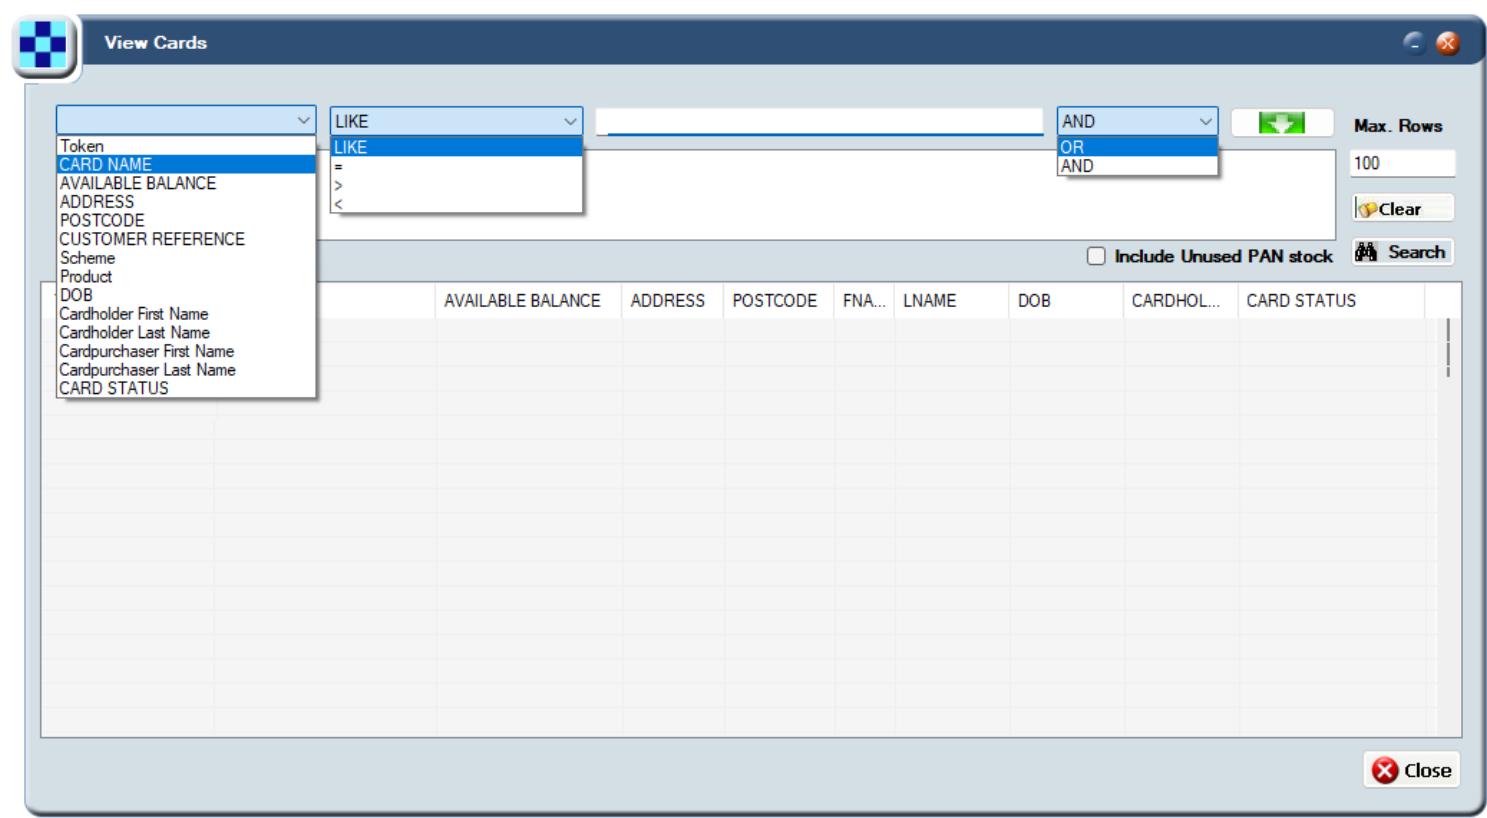 View Cards
LIKE
AND
Max. Rows
Token
CARD NAME
AVAILABLE BALANCE
ADDRESS
POSTCODE
CUSTOMER REFERENCE
Scheme
Product
DOB
Cardholder First Name
Cardholder Last Name
Cardpurchaser First Name
Cardpurchaser Last Name
CARD STATUS
LIKE
=
>
<
OR
AND
100
Clear
Include Unused PAN stock
Search
AVAILABLE BALANCE ADDRESS POSTCODE FNA... LNAME DOB CARDHOL... CARD STATUS
Close